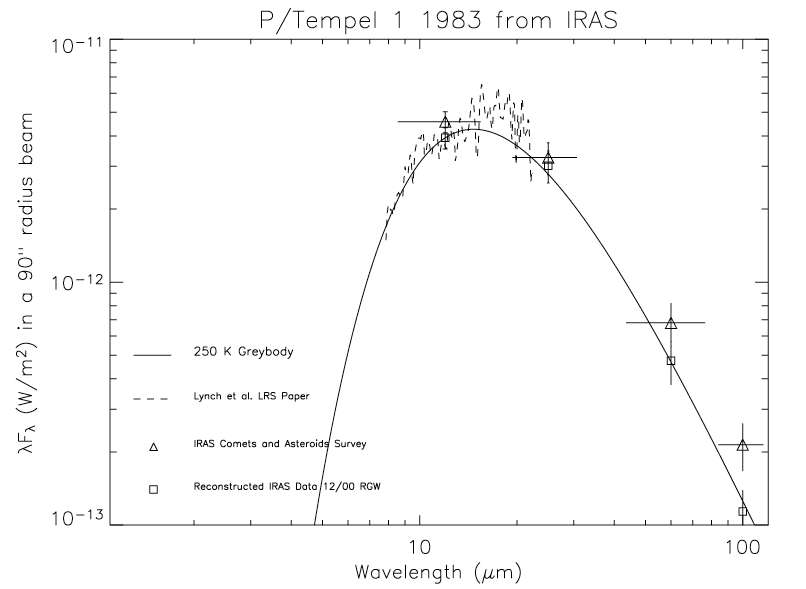 P/Tempel 1 1983 from IRAS
10⁻¹¹
10⁻¹²
10⁻¹³
λFλ (W/m²) in a 90'' radius beam
250 K Greybody
Lynch et al. LRS Paper
IRAS Comets and Asteroids Survey
Reconstructed IRAS Data 12/00 RGW
10
100
Wavelength (μm)